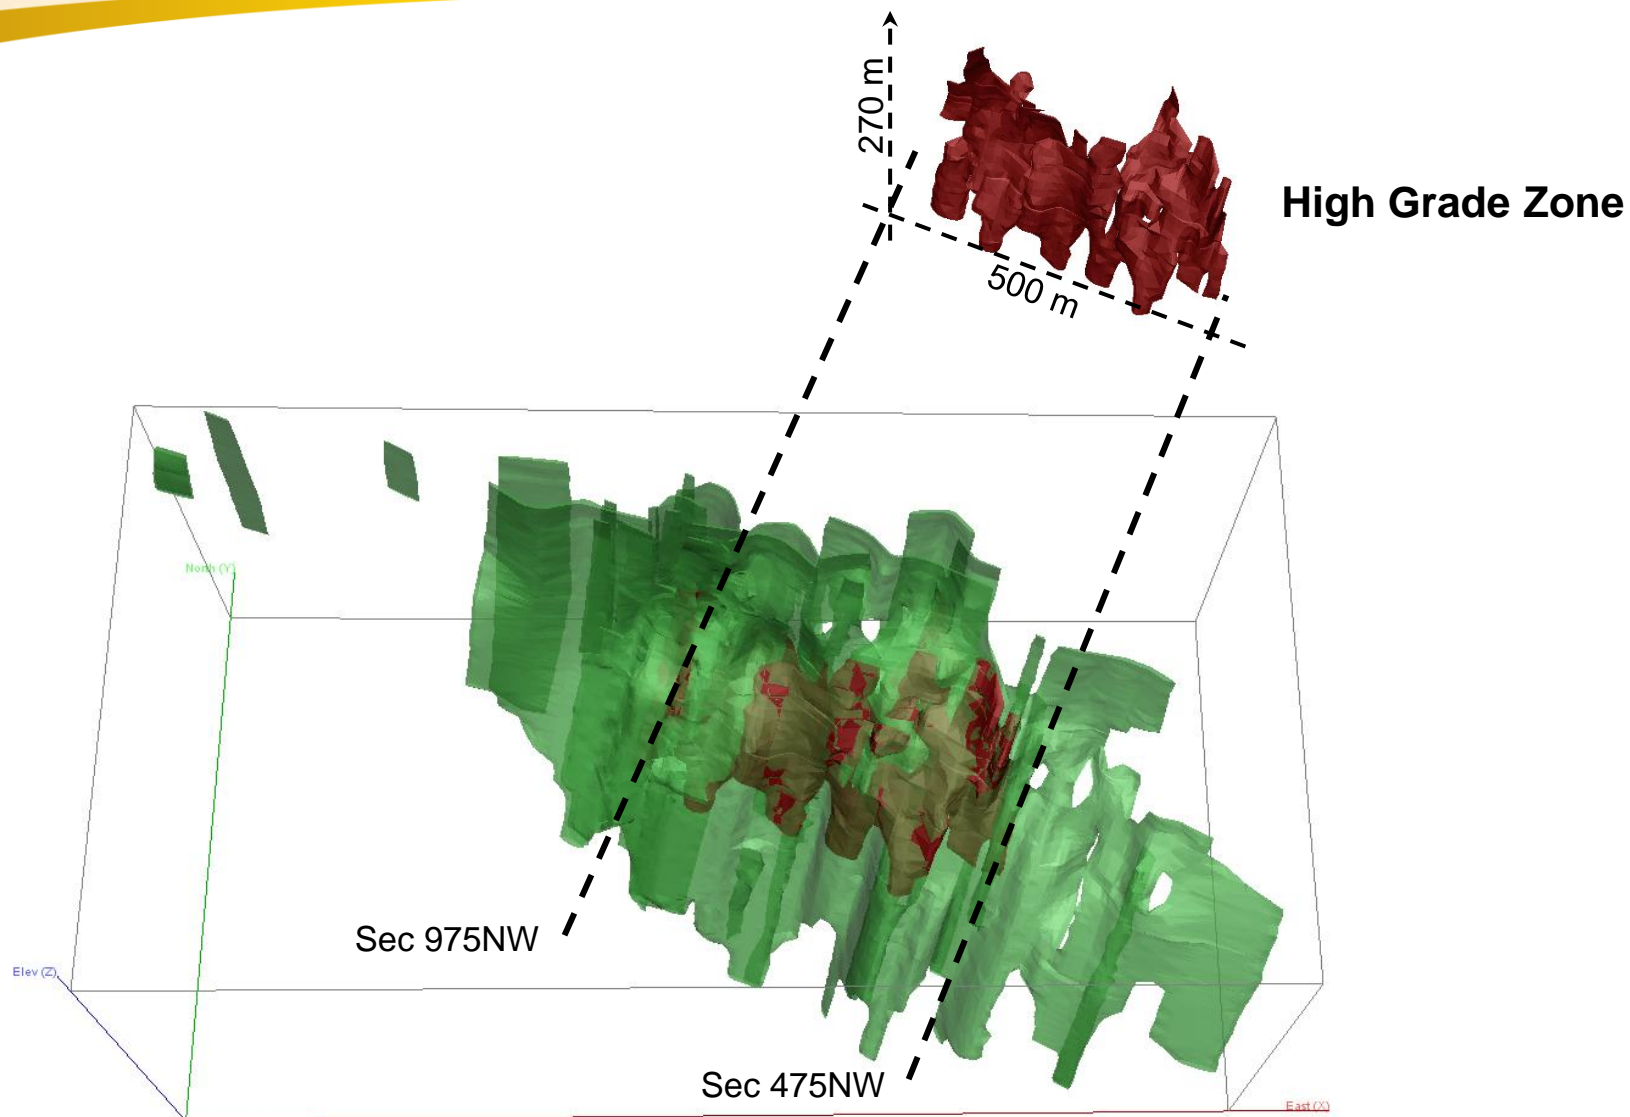 270 m
High Grade Zone
500 m
North (Y)
Sec 975NW
Elev (Z)
Sec 475NW
East (X)